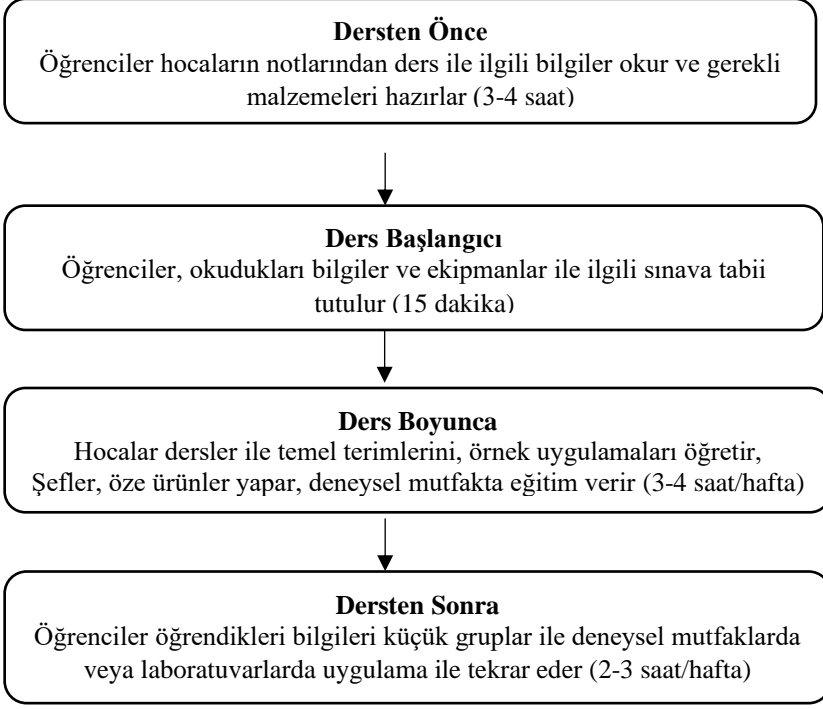 Dersten Önce
Öğrenciler hocaların notlarından ders ile ilgili bilgiler okur ve gerekli
malzemeleri hazırlar (3-4 saat)
Ders Başlangıcı
Öğrenciler, okudukları bilgiler ve ekipmanlar ile ilgili sınava tabii
tutulur (15 dakika)
Ders Boyunca
Hocalar dersler ile temel terimlerini, örnek uygulamaları öğretir,
Şefler, öze ürünler yapar, deneysel mutfakta eğitim verir (3-4 saat/hafta)
Dersten Sonra
Öğrenciler öğrendikleri bilgileri küçük gruplar ile deneysel mutfaklarda
veya laboratuvarlarda uygulama ile tekrar eder (2-3 saat/hafta)